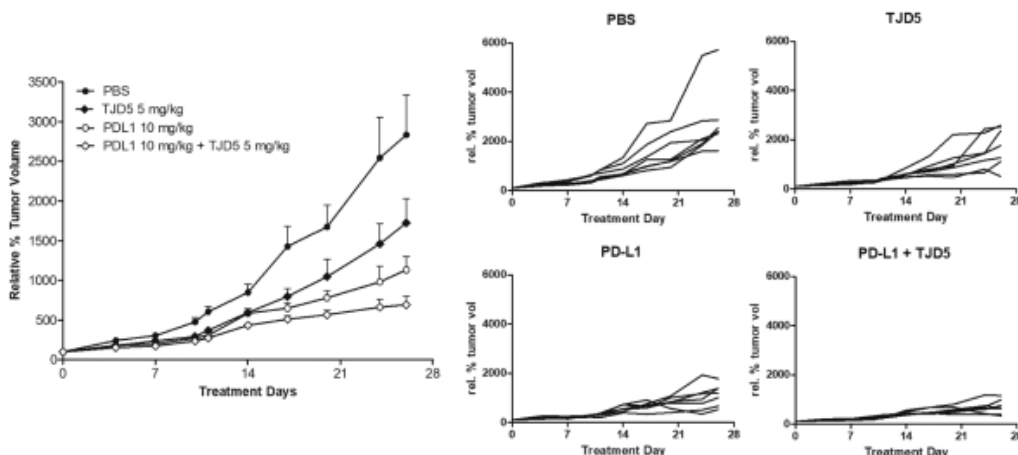 PBS
TJD5 5 mg/kg
PDL1 10 mg/kg
PDL1 10 mg/kg + TJD5 5 mg/kg
Relative % Tumor Volume
3500
3000
2500
2000
1500
1000
500
0
0 7 14 21 28
Treatment Days
PBS
rel. % tumor vol
6000
4000
2000
0
0 7 14 21 28
Treatment Day
TJD5
rel. % tumor vol
6000
4000
2000
0
0 7 14 21 28
Treatment Day
PD-L1
rel. % tumor vol
6000
4000
2000
0
0 7 14 21 28
Treatment Day
PD-L1 + TJD5
rel. % tumor vol
6000
4000
2000
0
0 7 14 21 28
Treatment Day